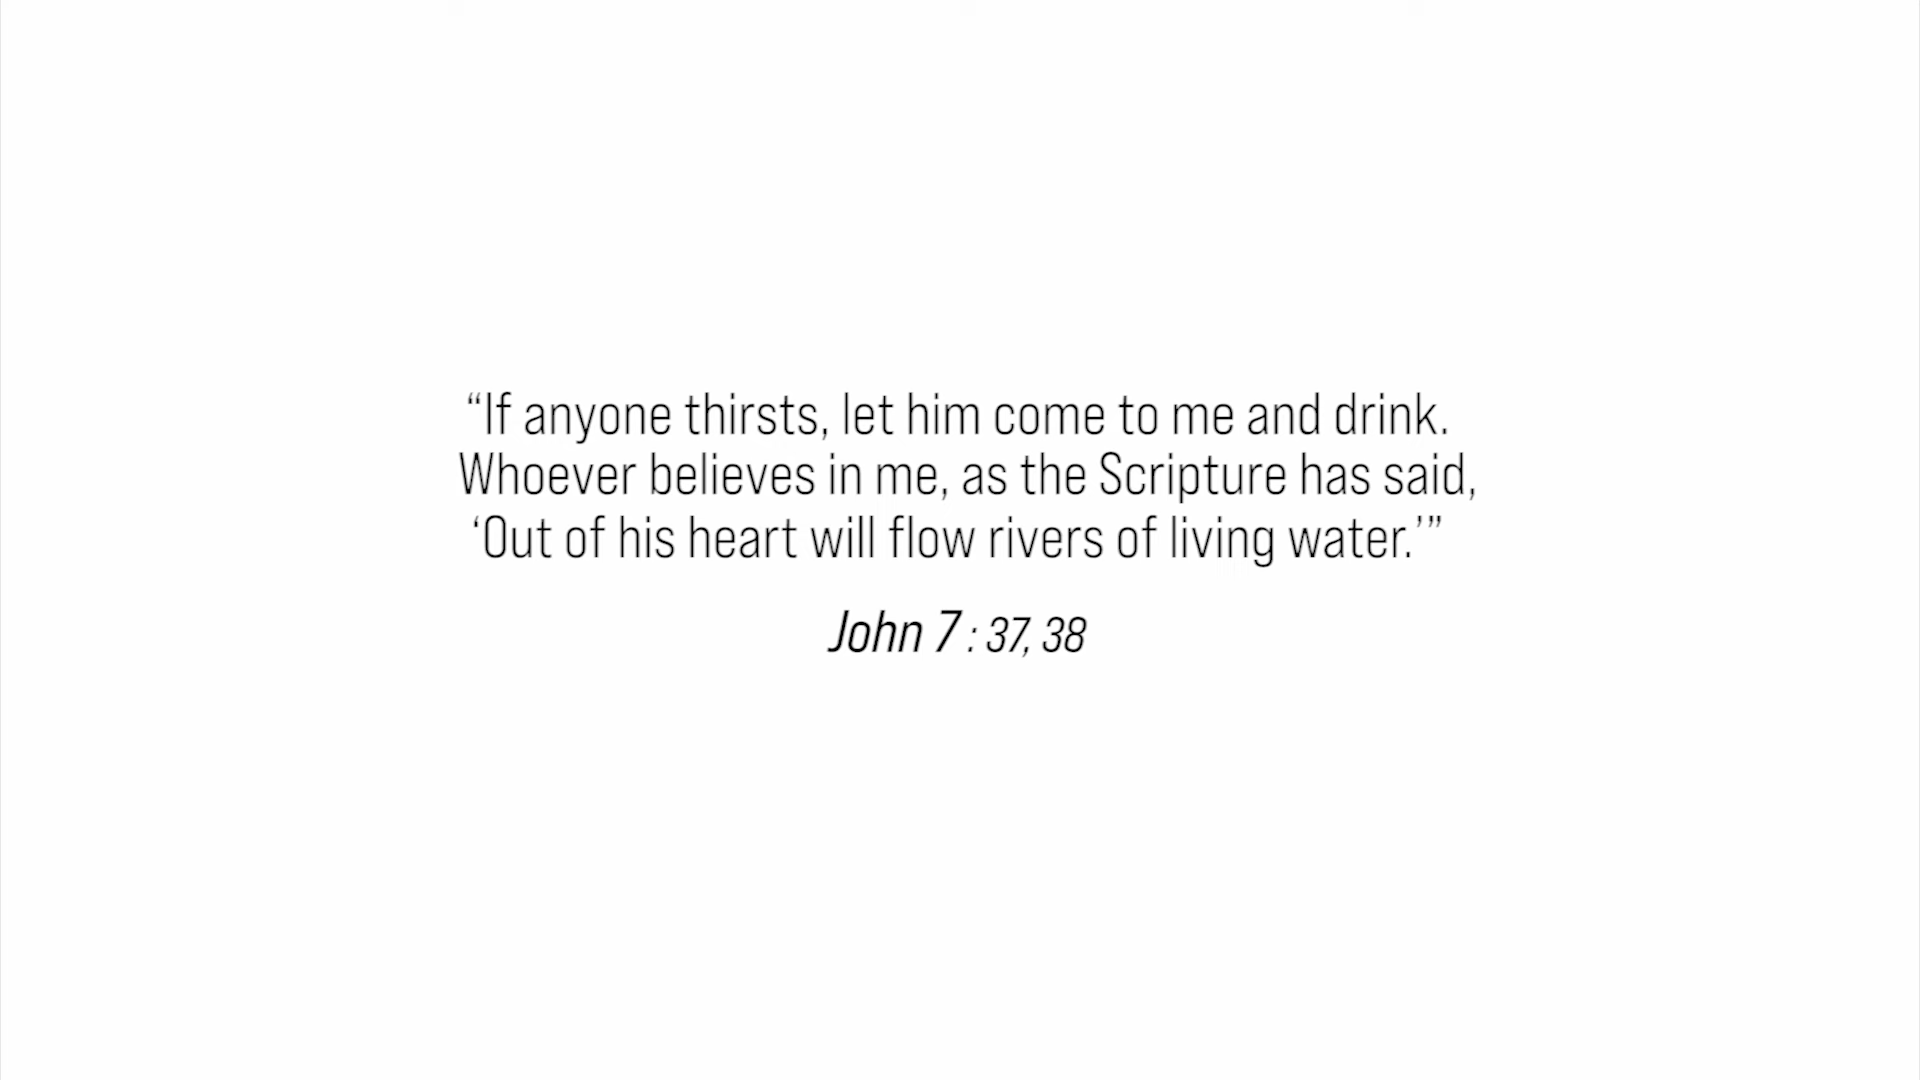 “If anyone thirsts, let him come to me and drink.
Whoever believes in me, as the Scripture has said,
‘Out of his heart will flow rivers of living water.’”
John 7 : 37, 38